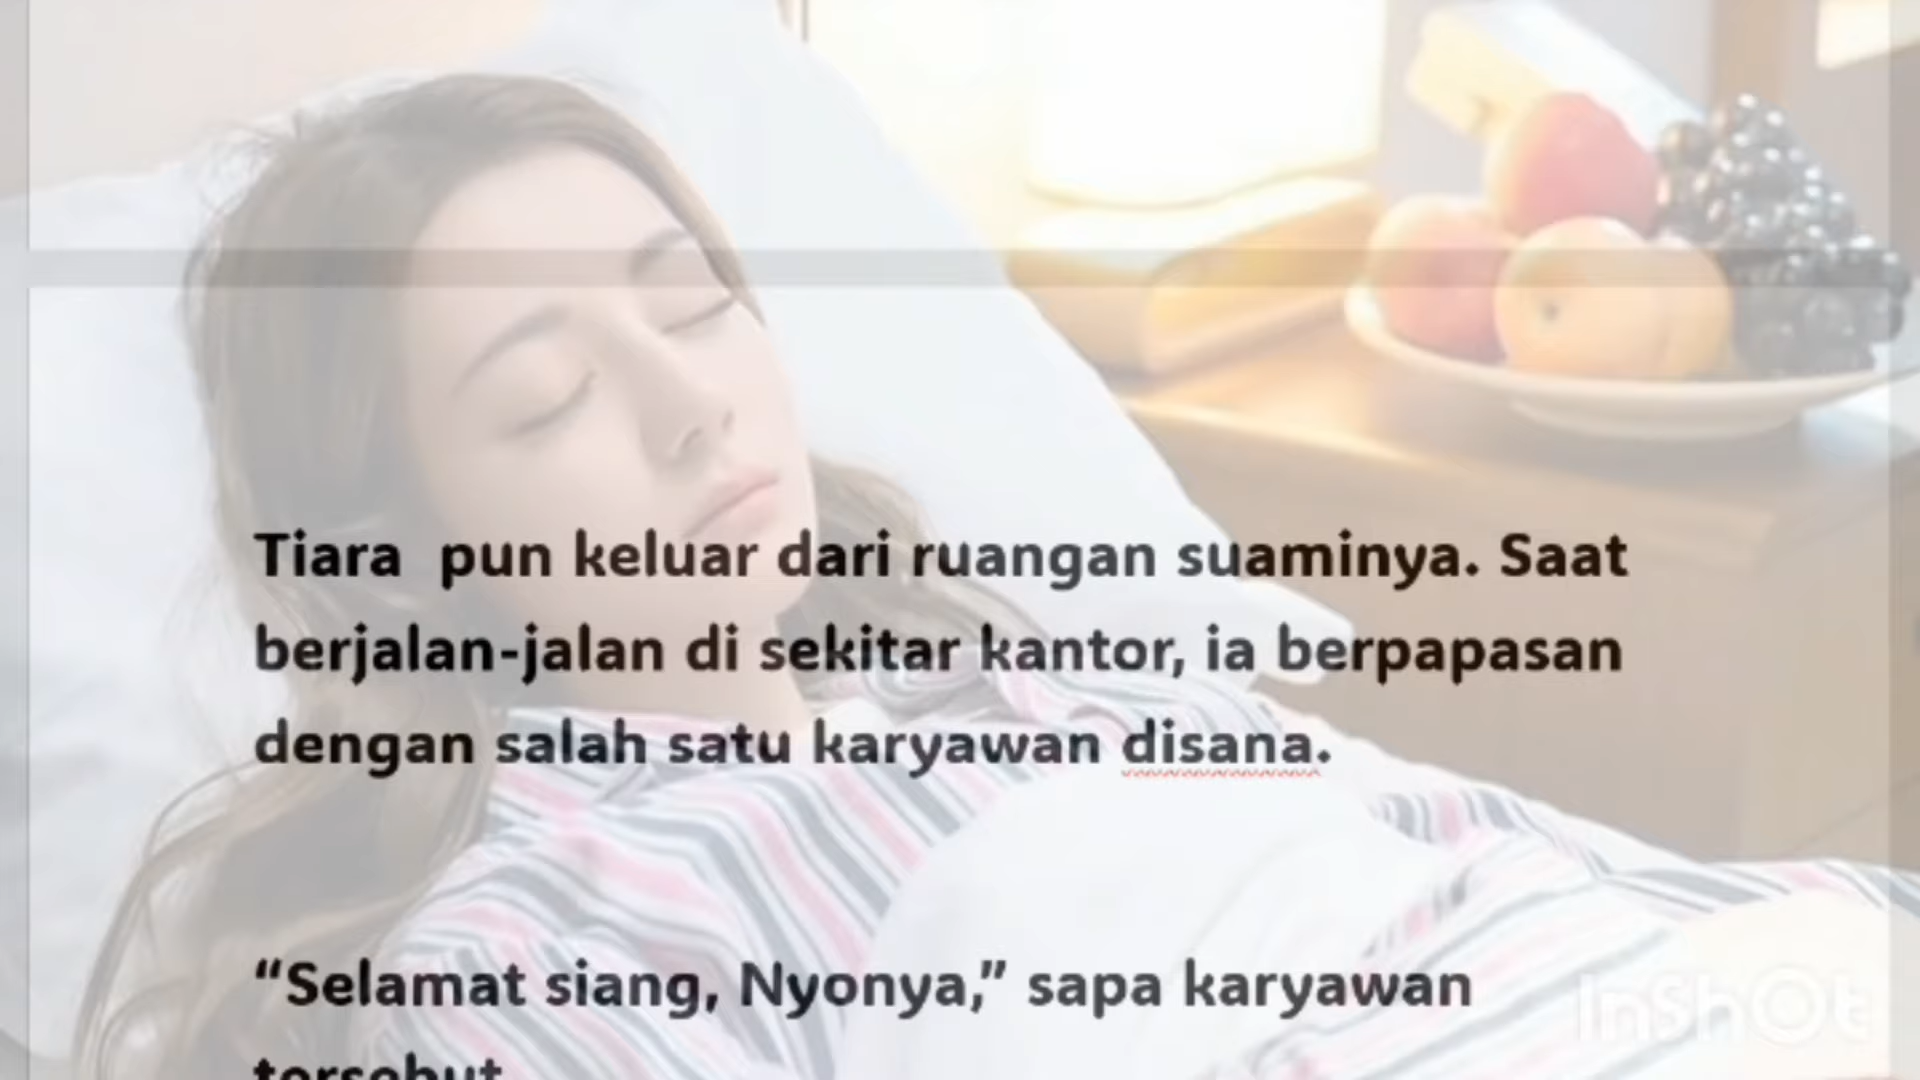 Tiara  pun keluar dari ruangan suaminya. Saat
berjalan-jalan di sekitar kantor, ia berpapasan
dengan salah satu karyawan disana.
“Selamat siang, Nyonya,” sapa karyawan
tersebut
InShOt